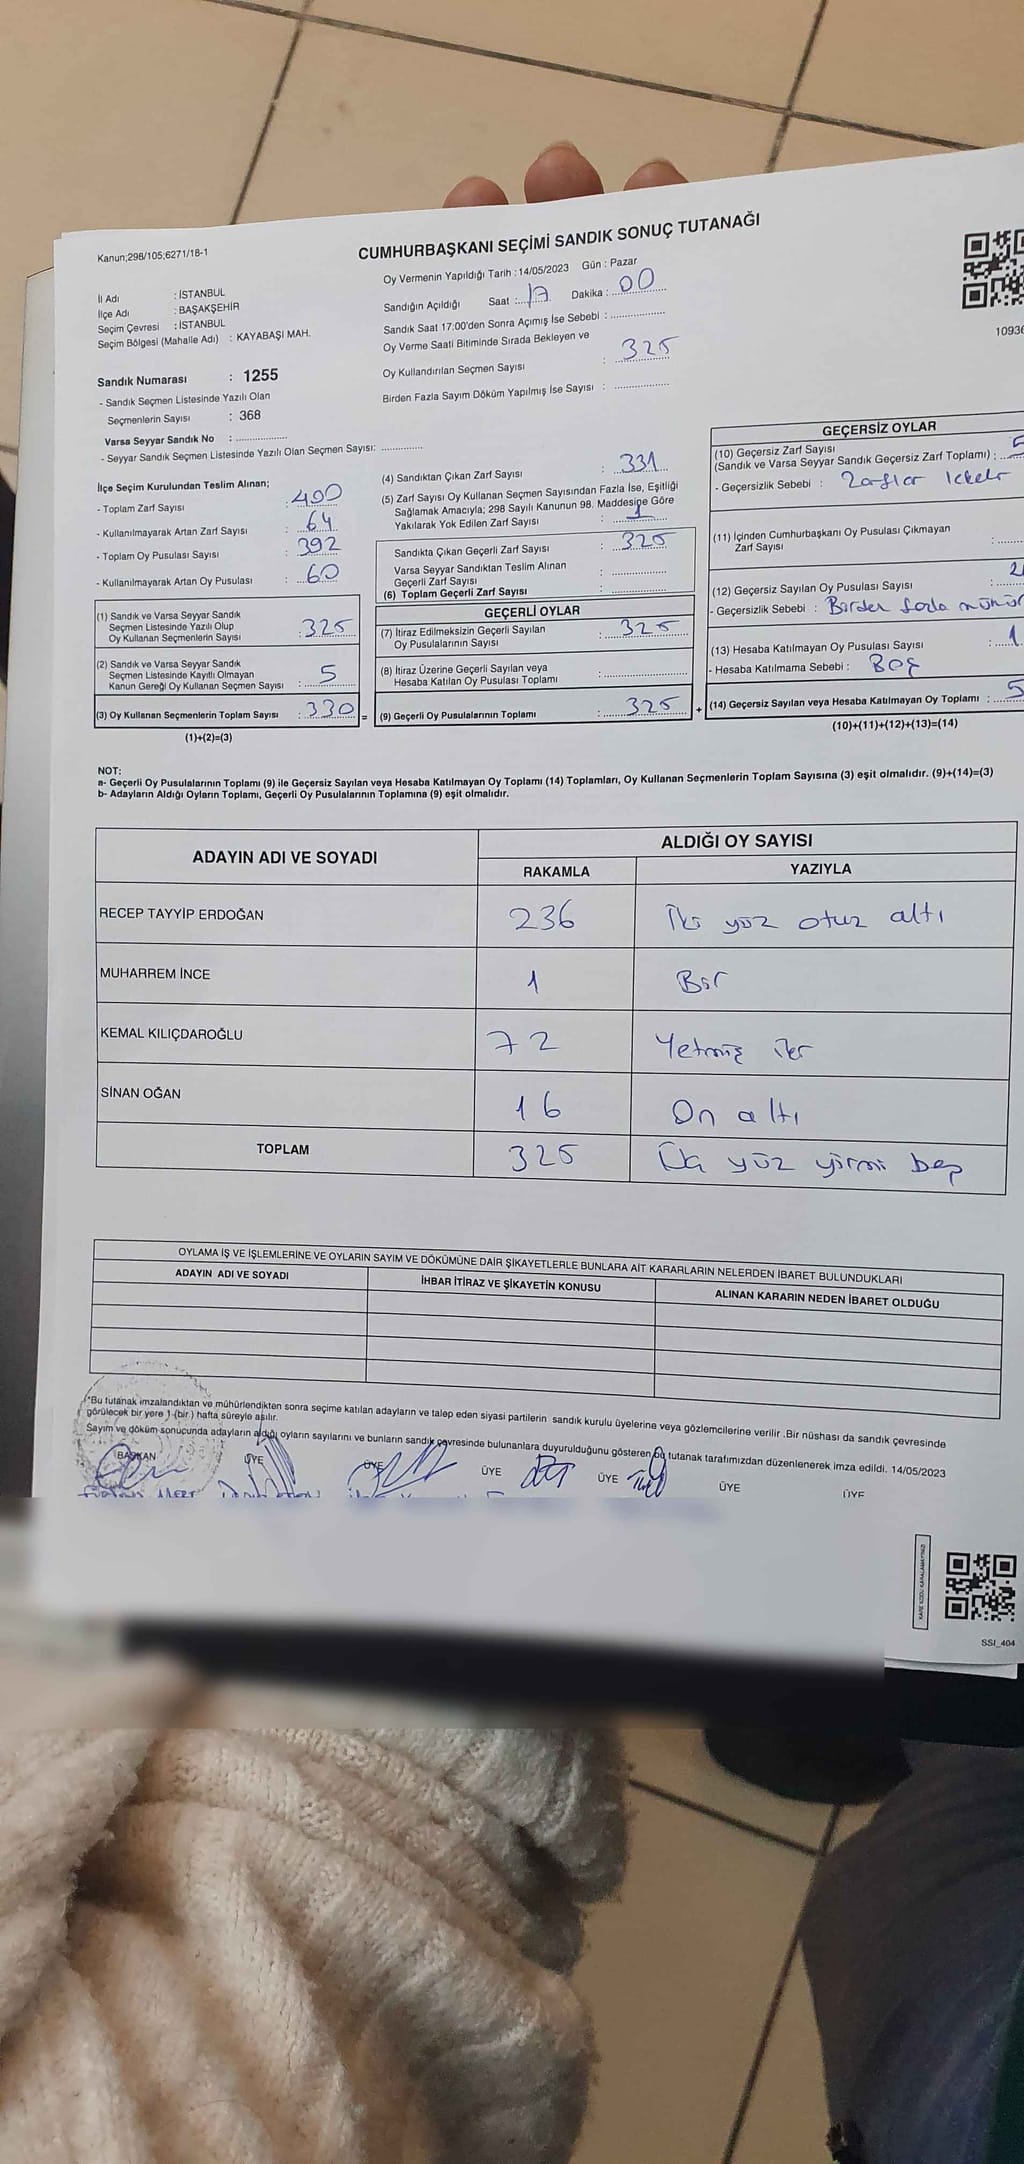 Kanun;298/105;6271/18-1
CUMHURBAŞKANI SEÇİMİ SANDIK SONUÇ TUTANAĞI
İl Adı : İSTANBUL
İlçe Adı : BAŞAKŞEHİR
Seçim Çevresi : İSTANBUL
Seçim Bölgesi (Mahalle Adı) : KAYABAŞI MAH.
Sandık Numarası : 1255
- Sandık Seçmen Listesinde Yazılı Olan
Seçmenlerin Sayısı : 368
Varsa Seyyar Sandık No : ................
- Seyyar Sandık Seçmen Listesinde Yazılı Olan Seçmen Sayısı: .............
Oy Vermenin Yapıldığı Tarih : 14/05/2023 Gün : Pazar
Sandığın Açıldığı Saat : 17 Dakika : 00
Sandık Saat 17:00'den Sonra Açımış İse Sebebi : ................
Oy Verme Saati Bitiminde Sırada Bekleyen ve
Oy Kullandırılan Seçmen Sayısı : 325
Birden Fazla Sayım Döküm Yapılmış İse Sayısı : ................
1093
İlçe Seçim Kurulundan Teslim Alınan;
- Toplam Zarf Sayısı : 400
- Kullanılmayarak Artan Zarf Sayısı : 64
- Toplam Oy Pusulası Sayısı : 392
- Kullanılmayarak Artan Oy Pusulası : 60
(1) Sandık ve Varsa Seyyar Sandık
Seçmen Listesinde Yazılı Olup
Oy Kullanan Seçmenlerin Sayısı : 325
(2) Sandık ve Varsa Seyyar Sandık
Seçmen Listesinde Kayıtlı Olmayan
Kanun Gereği Oy Kullanan Seçmen Sayısı : 5
(3) Oy Kullanan Seçmenlerin Toplam Sayısı : 330 =
(1)+(2)=(3)
(4) Sandıktan Çıkan Zarf Sayısı : 331
(5) Zarf Sayısı Oy Kullanan Seçmen Sayısından Fazla İse, Eşitliği
Sağlamak Amacıyla; 298 Sayılı Kanunun 98. Maddesine Göre
Yakılarak Yok Edilen Zarf Sayısı : 1
Sandıkta Çıkan Geçerli Zarf Sayısı : 325
Varsa Seyyar Sandıktan Teslim Alınan
Geçerli Zarf Sayısı : ................
(6) Toplam Geçerli Zarf Sayısı : ................
GEÇERLİ OYLAR
(7) İtiraz Edilmeksizin Geçerli Sayılan
Oy Pusulalarının Sayısı : 325
(8) İtiraz Üzerine Geçerli Sayılan veya
Hesaba Katılan Oy Pusulası Toplamı : ................
(9) Geçerli Oy Pusulalarının Toplamı : 325 +
GEÇERSİZ OYLAR
(10) Geçersiz Zarf Sayısı
(Sandık ve Varsa Seyyar Sandık Geçersiz Zarf Toplamı) :
- Geçersizlik Sebebi : Zarflar
(11) İçinden Cumhurbaşkanı Oy Pusulası Çıkmayan
Zarf Sayısı :
(12) Geçersiz Sayılan Oy Pusulası Sayısı : 2
- Geçersizlik Sebebi : Birden fazla mühür
(13) Hesaba Katılmayan Oy Pusulası Sayısı : 1
- Hesaba Katılmama Sebebi : Boş
(14) Geçersiz Sayılan veya Hesaba Katılmayan Oy Toplamı : 5
(10)+(11)+(12)+(13)=(14)
NOT:
a- Geçerli Oy Pusulalarının Toplamı (9) ile Geçersiz Sayılan veya Hesaba Katılmayan Oy Toplamı (14) Toplamları, Oy Kullanan Seçmenlerin Toplam Sayısına (3) eşit olmalıdır. (9)+(14)=(3)
b- Adayların Aldığı Oyların Toplamı, Geçerli Oy Pusulalarının Toplamına (9) eşit olmalıdır.
ADAYIN ADI VE SOYADI
ALDIĞI OY SAYISI
RAKAMLA YAZIYLA
RECEP TAYYİP ERDOĞAN 236 İki yüz otuz altı
MUHARREM İNCE 1 Bir
KEMAL KILIÇDAROĞLU 72 Yetmiş iki
SİNAN OĞAN 16 On altı
TOPLAM 325 yüz yirmi beş
OYLAMA İŞ VE İŞLEMLERİNE VE OYLARIN SAYIM VE DÖKÜMÜNE DAİR ŞİKAYETLERLE BUNLARA AİT KARARLARIN NELERDEN İBARET BULUNDUKLARI
ADAYIN ADI VE SOYADI İHBAR İTİRAZ VE ŞİKAYETİN KONUSU ALINAN KARARIN NEDEN İBARET OLDUĞU
*Bu tutanak imzalandıktan ve mühürlendikten sonra seçime katılan adayların ve talep eden siyasi partilerin sandık kurulu üyelerine veya gözlemcilerine verilir .Bir nüshası da sandık çevresinde
görülecek bir yere 1 (bir ) hafta süreyle asılır.
Sayım ve döküm sonucunda adayların aldığı oyların sayılarını ve bunların sandık çevresinde bulunanlara duyurulduğunu gösteren bu tutanak tarafımızdan düzenlenerek imza edildi. 14/05/2023
BAŞKAN ÜYE ÜYE ÜYE ÜYE ÜYE ÜYE
KARE KODU KARALAMAYINIZ!
SSI_404